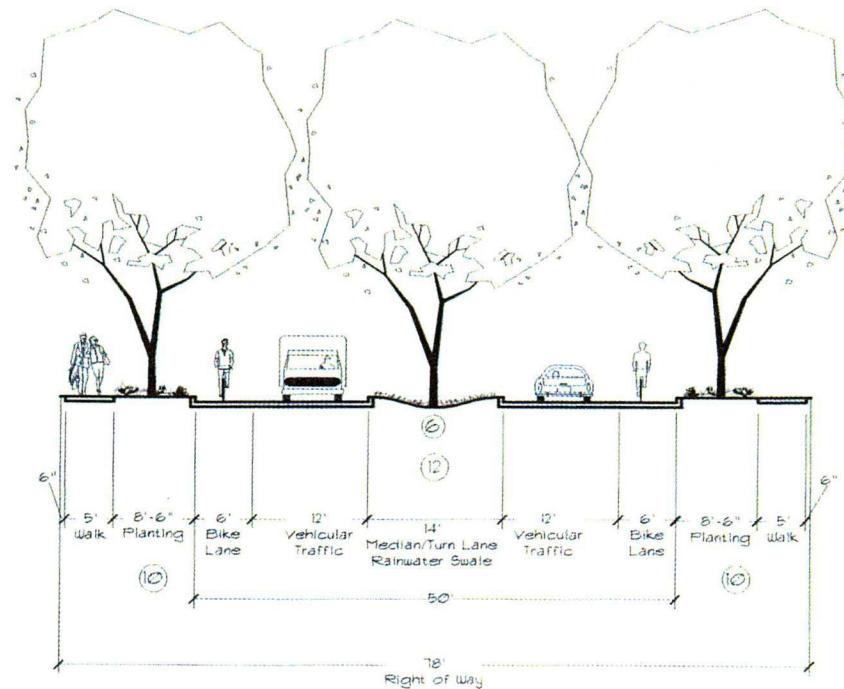 6
12
6" 6"
5' 8'-6" 6' 12' 14' 12' 6' 8'-6" 5'
Walk Planting Bike Lane Vehicular Traffic Median/Turn Lane Rainwater Swale Vehicular Traffic Bike Lane Planting Walk
10 10
50'
78'
Right of Way